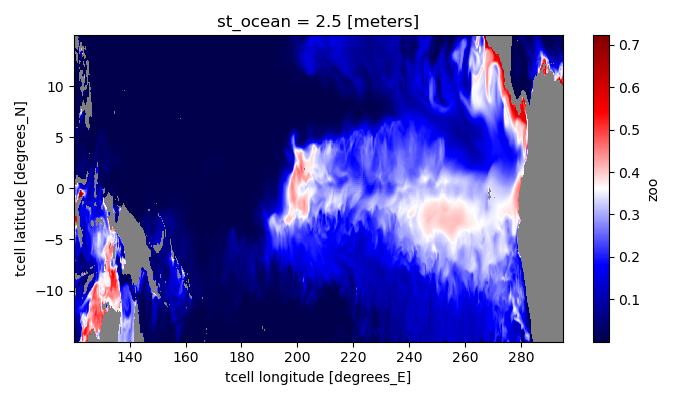 st_ocean = 2.5 [meters]
10
5
0
−5
−10
tcell latitude [degrees_N]
140 160 180 200 220 240 260 280
tcell longitude [degrees_E]
0.7
0.6
0.5
0.4
0.3
0.2
0.1
zoo